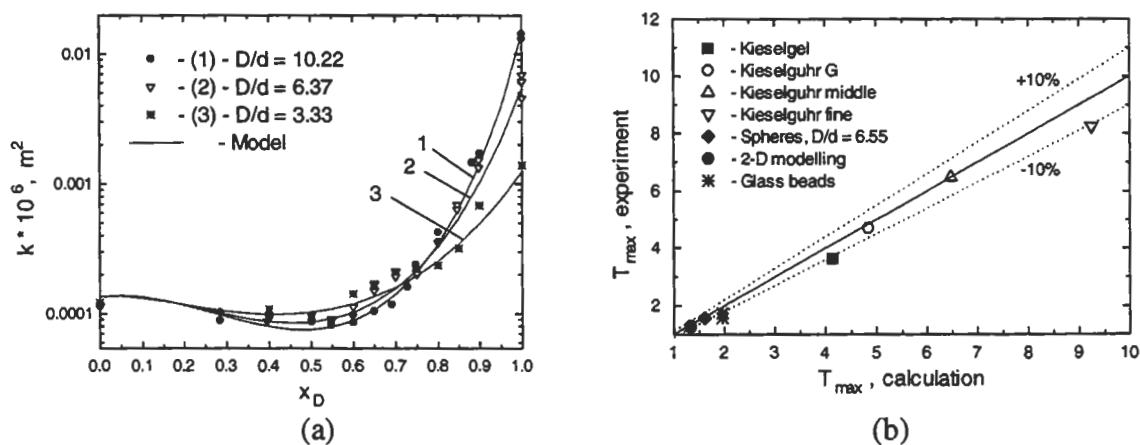 0.01
0.001
0.0001
k * 10⁶, m²
- (1) - D/d = 10.22
- (2) - D/d = 6.37
- (3) - D/d = 3.33
- Model
1
2
3
0.0 0.1 0.2 0.3 0.4 0.5 0.6 0.7 0.8 0.9 1.0
x_D
(a)
12
10
8
6
4
2
T_max, experiment
- Kieselgel
- Kieselguhr G
- Kieselguhr middle
- Kieselguhr fine
- Spheres, D/d = 6.55
- 2-D modelling
- Glass beads
+10%
-10%
1 2 3 4 5 6 7 8 9 10
T_max, calculation
(b)